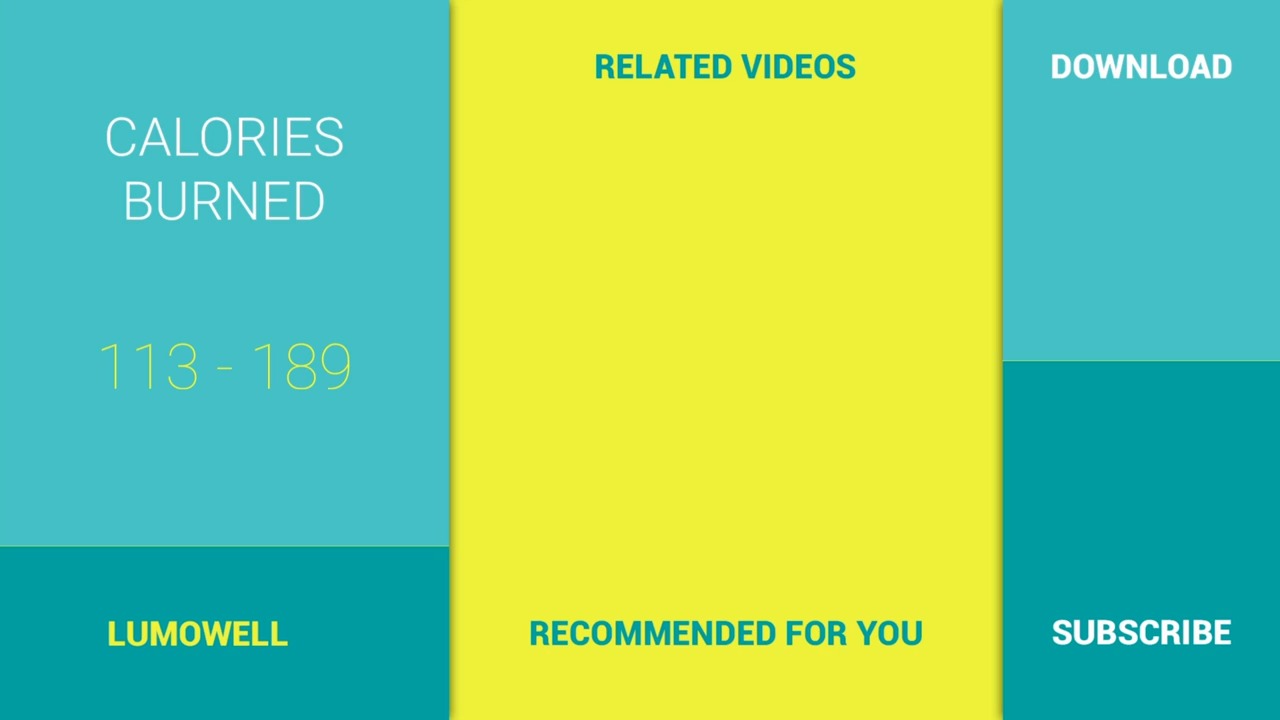 CALORIES
BURNED
113 - 189
LUMOWELL
RELATED VIDEOS
RECOMMENDED FOR YOU
DOWNLOAD
SUBSCRIBE